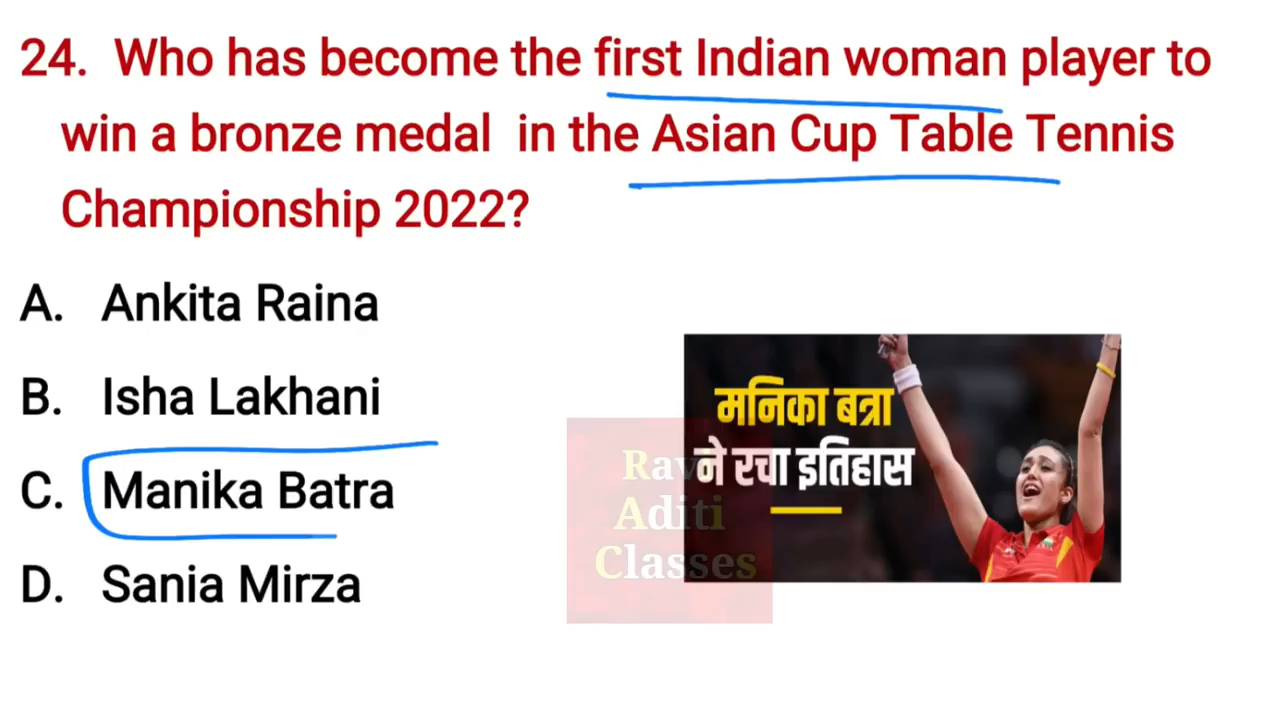 24. Who has become the first Indian woman player to
win a bronze medal in the Asian Cup Table Tennis
Championship 2022?
A. Ankita Raina
B. Isha Lakhani
C. Manika Batra
D. Sania Mirza
मनिका बत्रा
ने रचा इतिहास
Ravi
Aditi
Classes